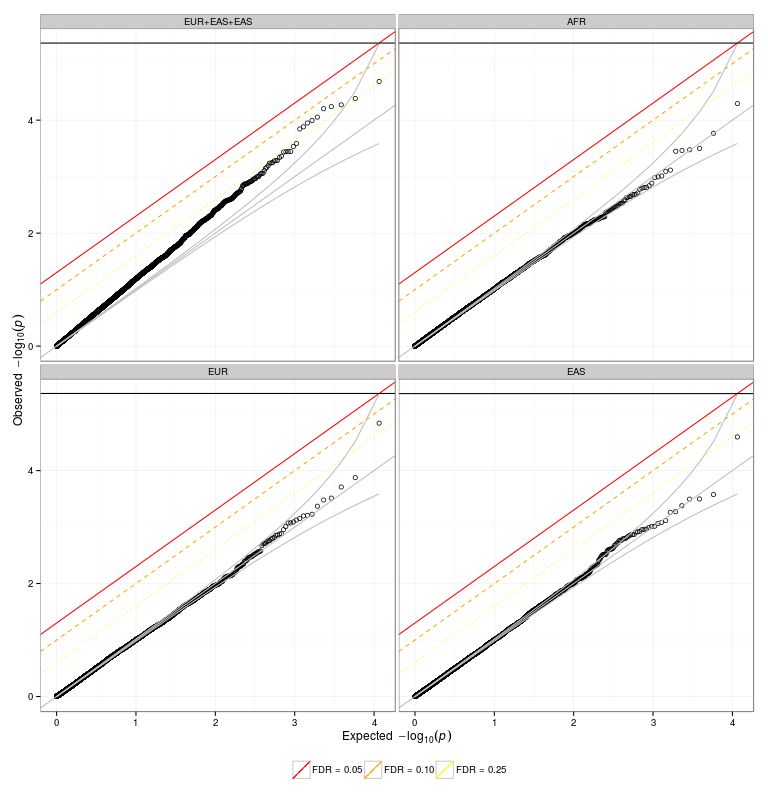 EUR+EAS+EAS
AFR
4
2
0
EUR
EAS
4
2
0
0 1 2 3 4
0 1 2 3 4
Observed −log₁₀(p)
Expected −log₁₀(p)
FDR = 0.05 FDR = 0.10 FDR = 0.25